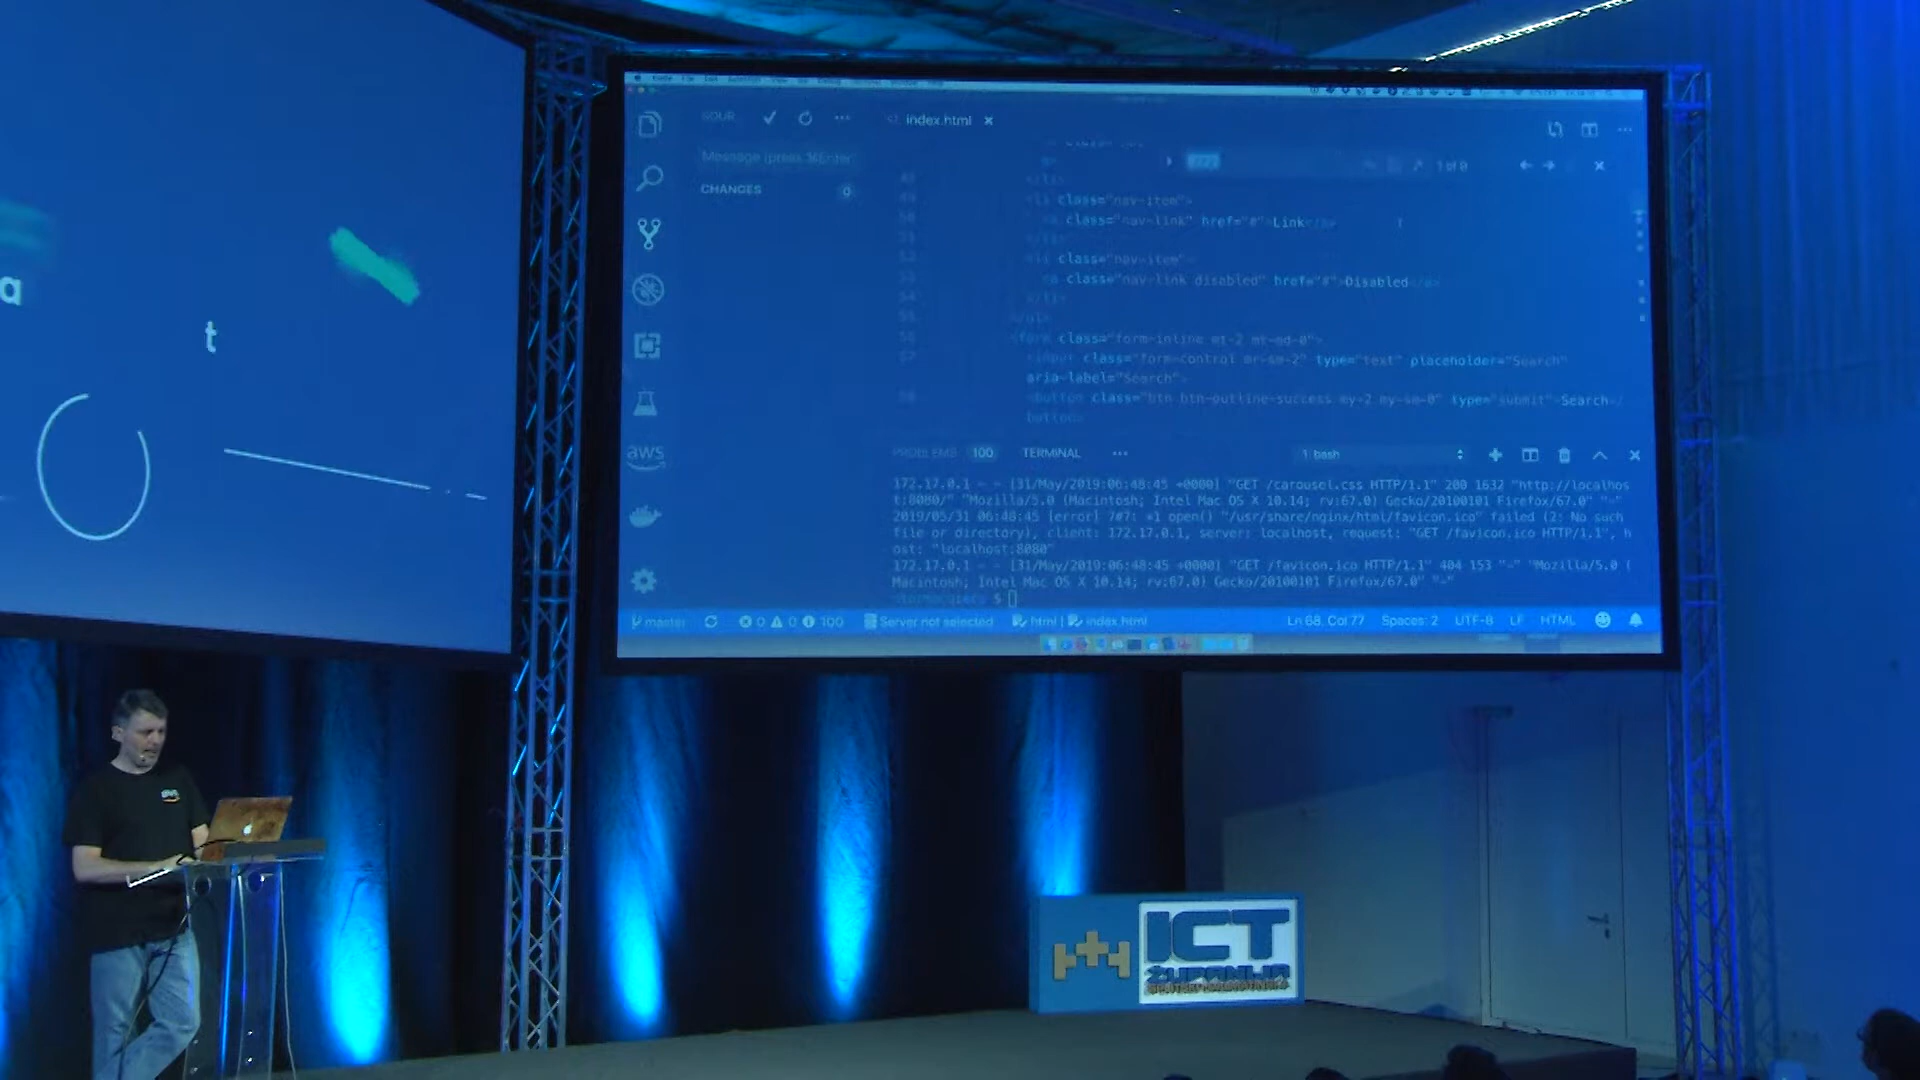 a
t
index.html
Message (press ⌘Enter
CHANGES 0
1 of 8
class="nav-item">
class="nav-link" href="#">Link
class="nav-item"
class="nav-link disabled" href="#">Disabled</a>
class="form-inline mt-2 mt-md-0">
<input class="form-control mr-sm-2" type="text" placeholder="Search"
aria-label="Search">
<button class="btn btn-outline-success my-2 my-sm-0" type="submit">Search</
button>
aws
PROBLEMS 100 TERMINAL ... 1: bash
172.17.0.1 - - [31/May/2019:06:48:45 +0000] "GET /carousel.css HTTP/1.1" 200 1632 "http://localhos
t:8080/" "Mozilla/5.0 (Macintosh; Intel Mac OS X 10.14; rv:67.0) Gecko/20100101 Firefox/67.0" "-"
2019/05/31 06:48:45 [error] 7#7: *1 open() "/usr/share/nginx/html/favicon.ico" failed (2: No such
file or directory), client: 172.17.0.1, server: localhost, request: "GET /favicon.ico HTTP/1.1", h
ost: "localhost:8080"
172.17.0.1 - - [31/May/2019:06:48:45 +0000] "GET /favicon.ico HTTP/1.1" 404 153 "-" "Mozilla/5.0 (
Macintosh; Intel Mac OS X 10.14; rv:67.0) Gecko/20100101 Firefox/67.0" "-"
$
master 0 0 100 Server not selected html | index.html Ln 68, Col 77 Spaces: 2 UTF-8 LF HTML
ICT
ŽUPANIJA